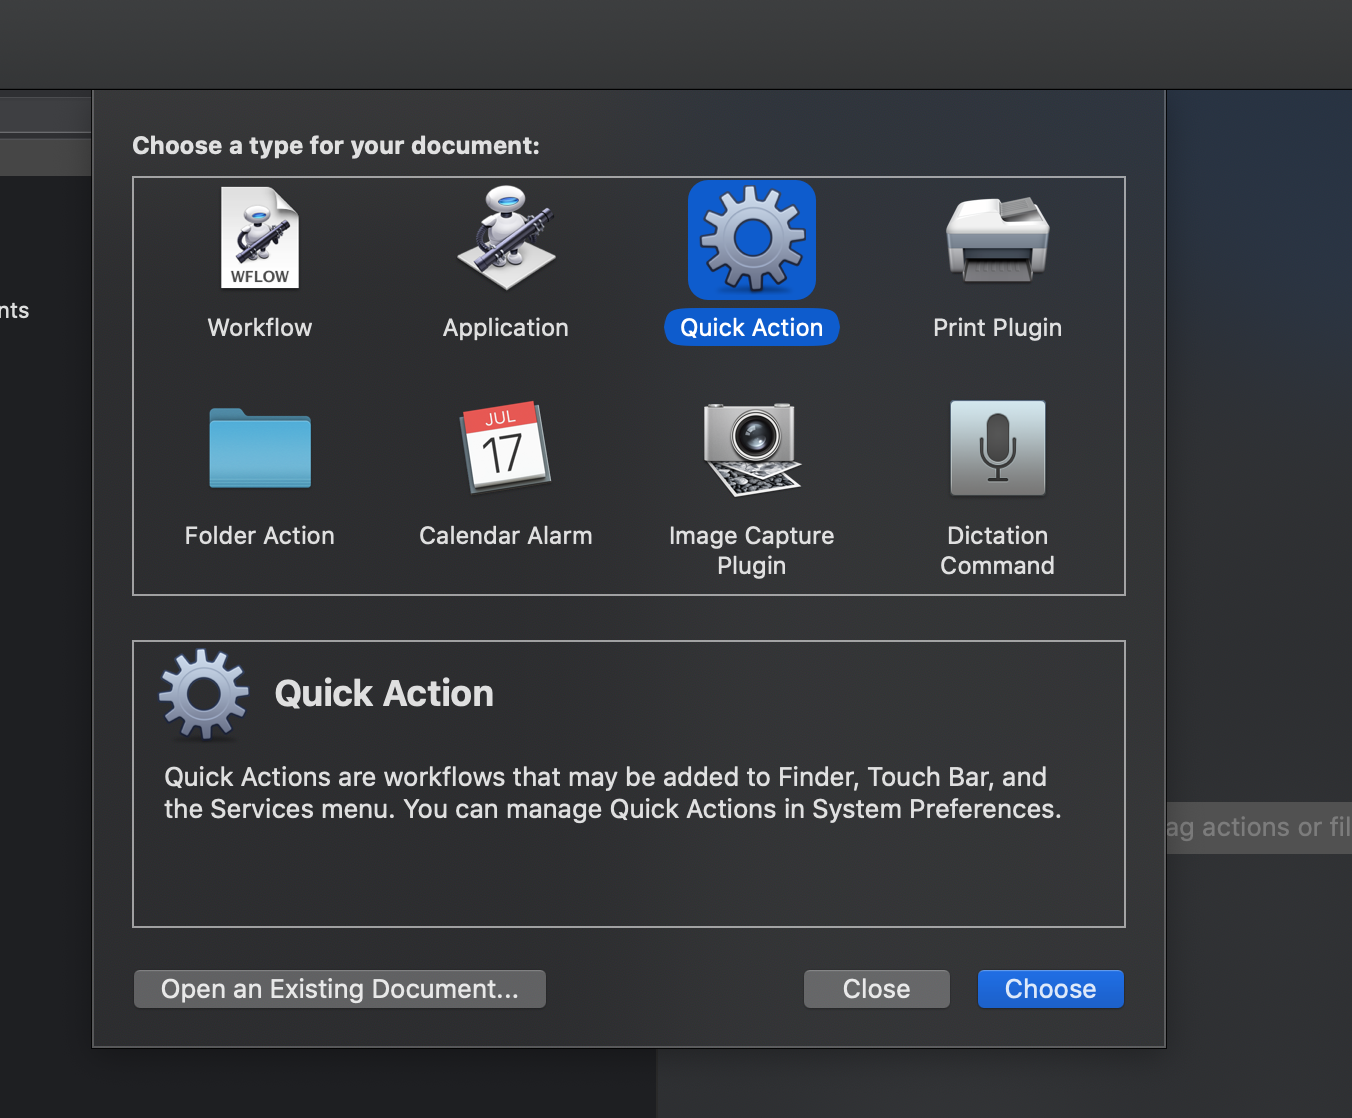 Choose a type for your document:
WFLOW
Workflow
Application
Quick Action
Print Plugin
nts
Folder Action
JUL
17
Calendar Alarm
Image Capture
Plugin
Dictation
Command
Quick Action
Quick Actions are workflows that may be added to Finder, Touch Bar, and
the Services menu. You can manage Quick Actions in System Preferences.
ag actions or fil
Open an Existing Document...
Close
Choose